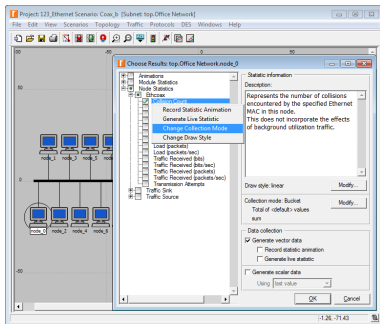 Project: 123_Ethernet Scenario: Coax_b [Subnet: top.Office Network]
File Edit View Scenarios Topology Traffic Protocols DES Windows Help
Choose Results: top.Office Network.node_0
Animations
Module Statistics
Node Statistics
Ethcoax
Collision Count
Record Statistic Animation
Generate Live Statistic
Change Collection Mode
Change Draw Style
Load (packets)
Load (packets/sec)
Traffic Received (bits)
Traffic Received (bits/sec)
Traffic Received (packets)
Traffic Received (packets/sec)
Transmission Attempts
Traffic Sink
Traffic Source
Statistic information
Description:
Represents the number of collisions
encountered by the specified Ethernet
MAC in this node.
This does not incorporate the effects
of background utilization traffic.
Draw style: linear
Modify...
Collection mode: Bucket
Modify...
Total of <default> values
sum
Data collection
Generate vector data
Record statistic animation
Generate live statistic
Generate scalar data
Using last value
OK
Cancel
0
50
0
-50
node_1 node_3 node_5
node_0 node_2 node_4 node_6
-1.26, -71.43